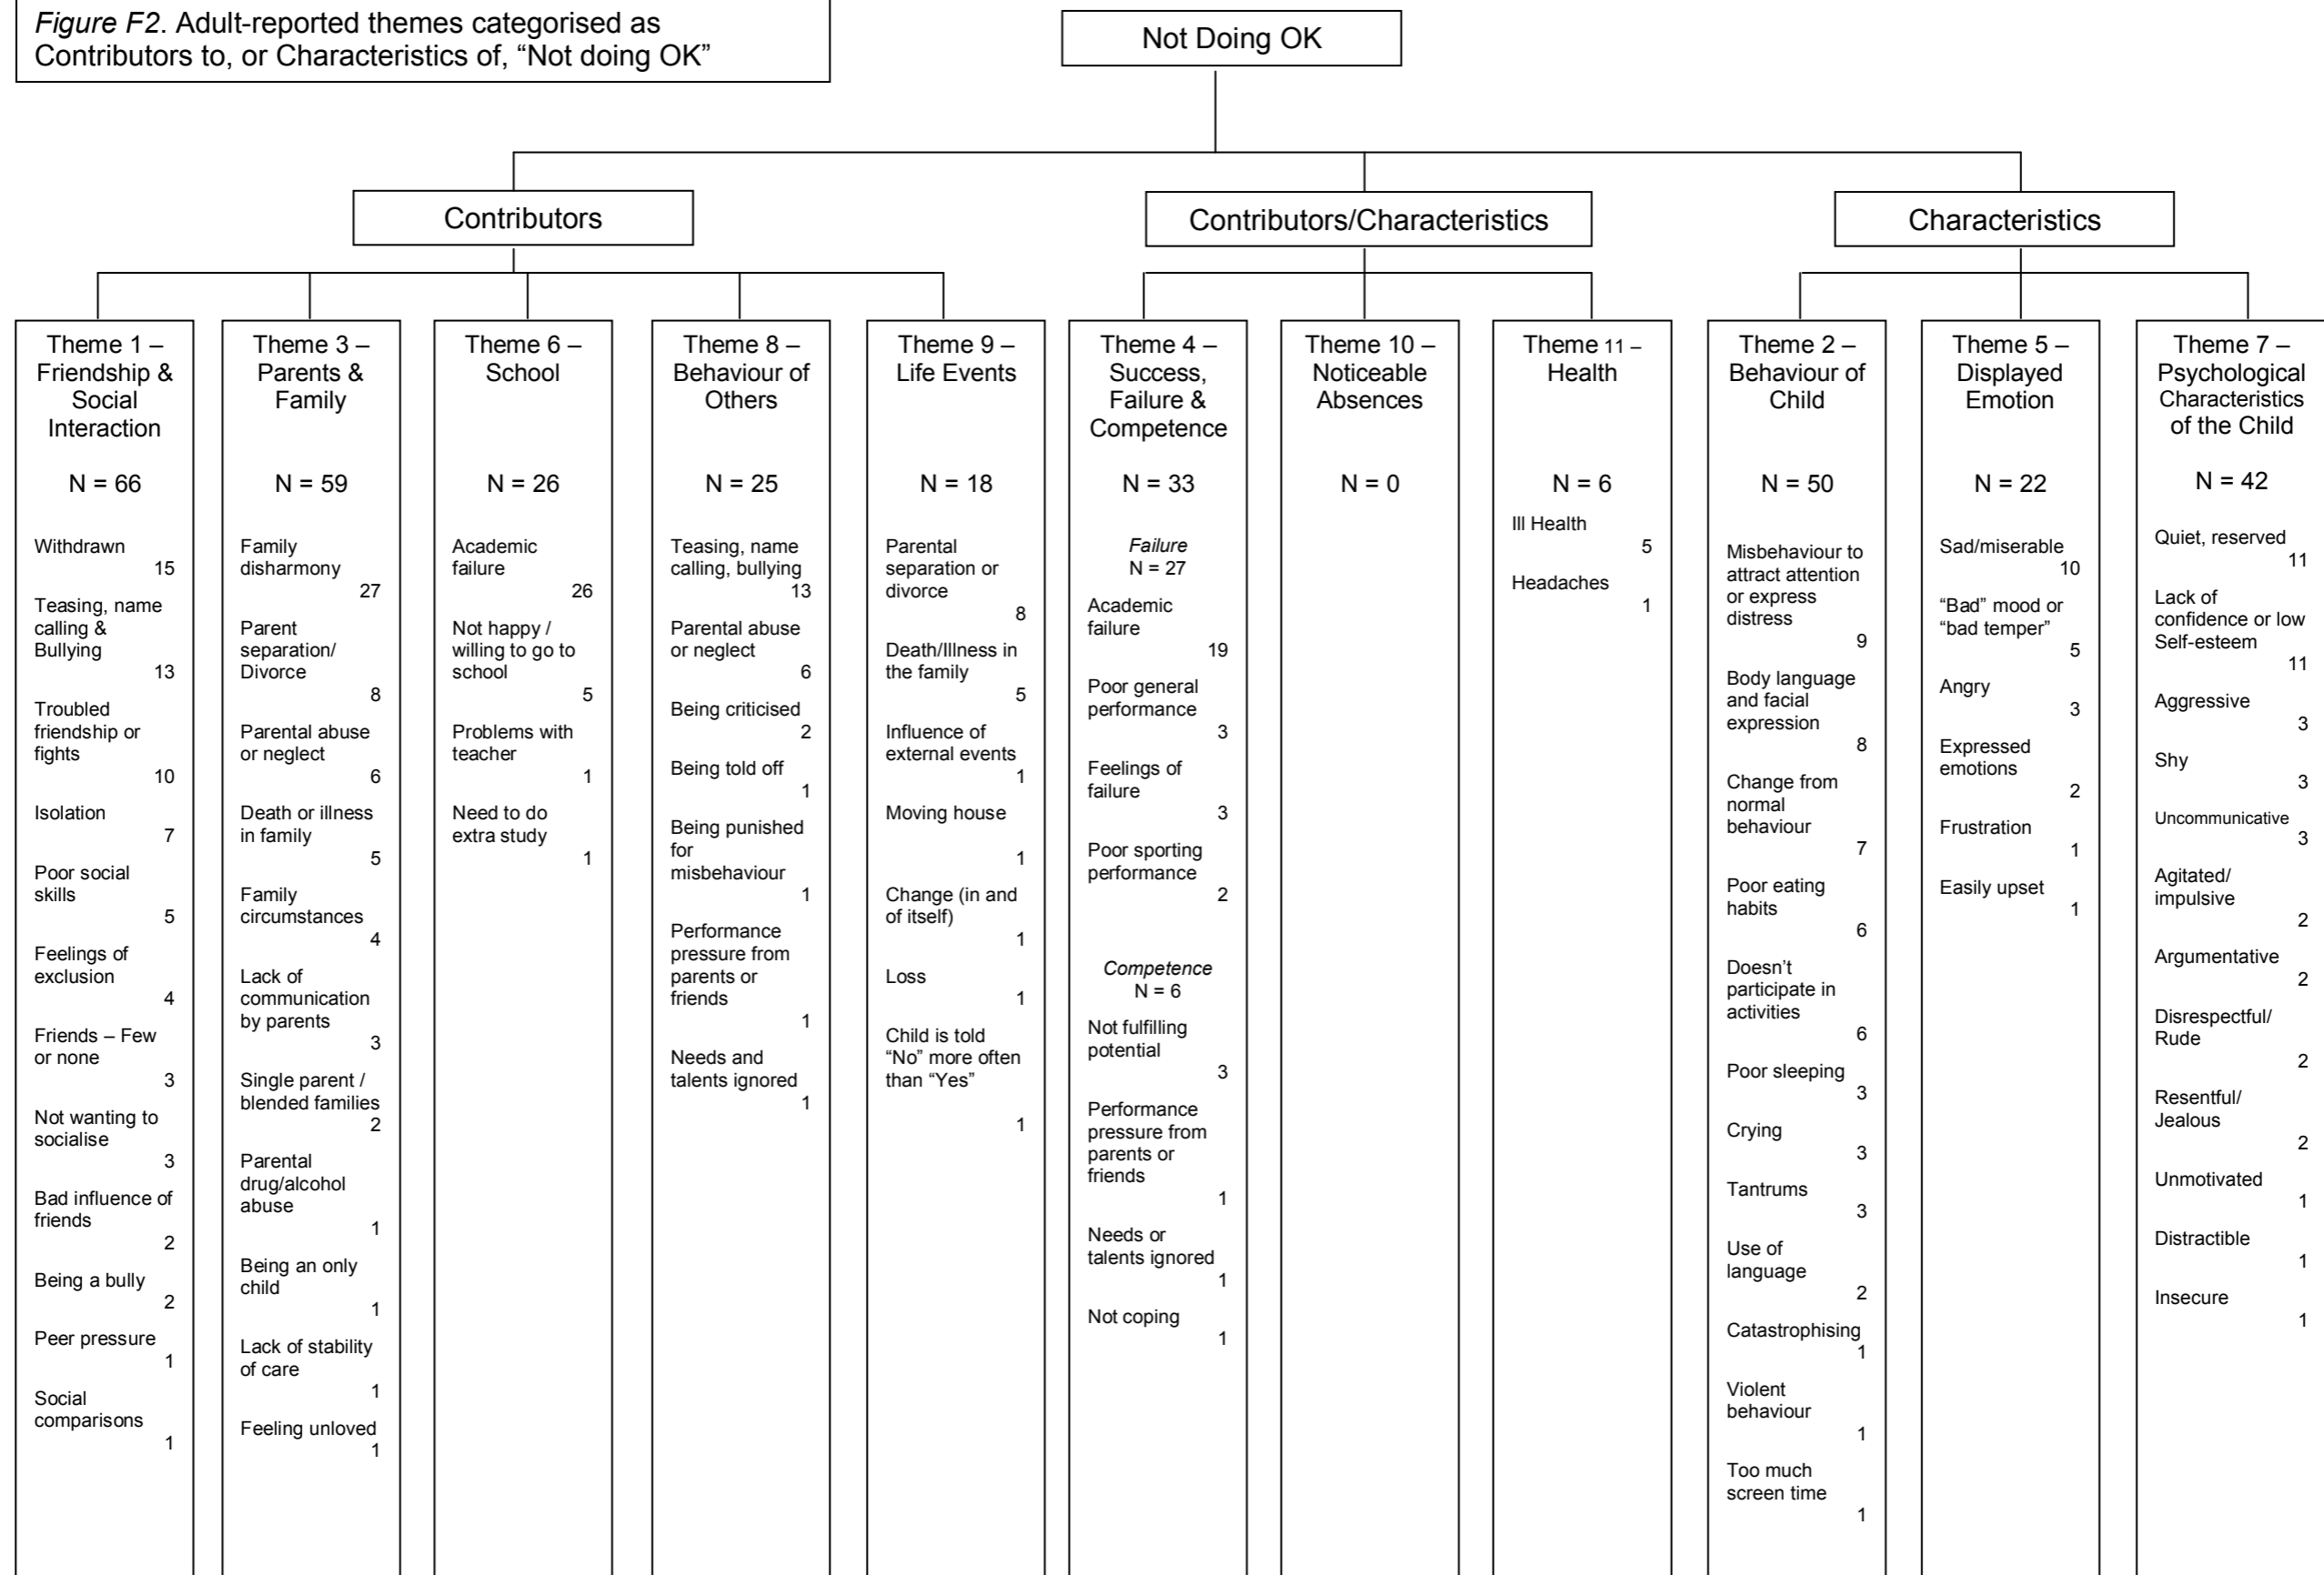 Figure F2. Adult-reported themes categorised as
Contributors to, or Characteristics of, “Not doing OK”
Not Doing OK
Contributors
Contributors/Characteristics
Characteristics
Theme 1 –
Friendship &
Social
Interaction
N = 66
Withdrawn
15
Teasing, name
calling &
Bullying
13
Troubled
friendship or
fights
10
Isolation
7
Poor social
skills
5
Feelings of
exclusion
4
Friends – Few
or none
3
Not wanting to
socialise
3
Bad influence of
friends
2
Being a bully
2
Peer pressure
1
Social
comparisons
1
Theme 3 –
Parents &
Family
N = 59
Family
disharmony
27
Parent
separation/
Divorce
8
Parental abuse
or neglect
6
Death or illness
in family
5
Family
circumstances
4
Lack of
communication
by parents
3
Single parent /
blended families
2
Parental
drug/alcohol
abuse
1
Being an only
child
1
Lack of stability
of care
1
Feeling unloved
1
Theme 6 –
School
N = 26
Academic
failure
26
Not happy /
willing to go to
school
5
Problems with
teacher
1
Need to do
extra study
1
Theme 8 –
Behaviour of
Others
N = 25
Teasing, name
calling, bullying
13
Parental abuse
or neglect
6
Being criticised
2
Being told off
1
Being punished
for
misbehaviour
1
Performance
pressure from
parents or
friends
1
Needs and
talents ignored
1
Theme 9 –
Life Events
N = 18
Parental
separation or
divorce
8
Death/Illness in
the family
5
Influence of
external events
1
Moving house
1
Change (in and
of itself)
1
Loss
1
Child is told
“No” more often
than “Yes”
1
Theme 4 –
Success,
Failure &
Competence
N = 33
Failure
N = 27
Academic
failure
19
Poor general
performance
3
Feelings of
failure
3
Poor sporting
performance
2
Competence
N = 6
Not fulfilling
potential
3
Performance
pressure from
parents or
friends
1
Needs or
talents ignored
1
Not coping
1
Theme 10 –
Noticeable
Absences
N = 0
Theme 11 –
Health
N = 6
Ill Health
5
Headaches
1
Theme 2 –
Behaviour of
Child
N = 50
Misbehaviour to
attract attention
or express
distress
9
Body language
and facial
expression
8
Change from
normal
behaviour
7
Poor eating
habits
6
Doesn’t
participate in
activities
6
Poor sleeping
3
Crying
3
Tantrums
3
Use of
language
2
Catastrophising
1
Violent
behaviour
1
Too much
screen time
1
Theme 5 –
Displayed
Emotion
N = 22
Sad/miserable
10
“Bad” mood or
“bad temper”
5
Angry
3
Expressed
emotions
2
Frustration
1
Easily upset
1
Theme 7 –
Psychological
Characteristics
of the Child
N = 42
Quiet, reserved
11
Lack of
confidence or low
Self-esteem
11
Aggressive
3
Shy
3
Uncommunicative
3
Agitated/
impulsive
2
Argumentative
2
Disrespectful/
Rude
2
Resentful/
Jealous
2
Unmotivated
1
Distractible
1
Insecure
1